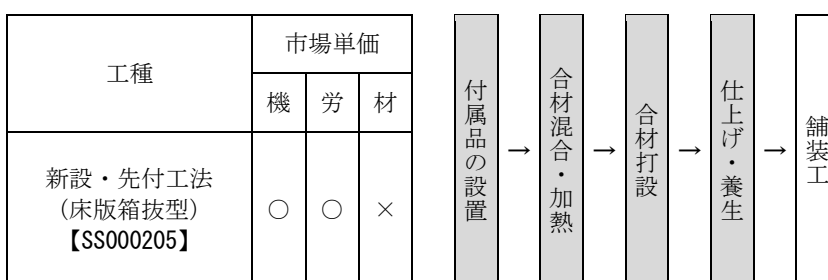 工種
市場単価
機
労
材
新設・先付工法
(床版箱抜型)
【SS000205】
○
○
×
付属品の設置
→
合材混合・加熱
→
合材打設
→
仕上げ・養生
→
舗装工